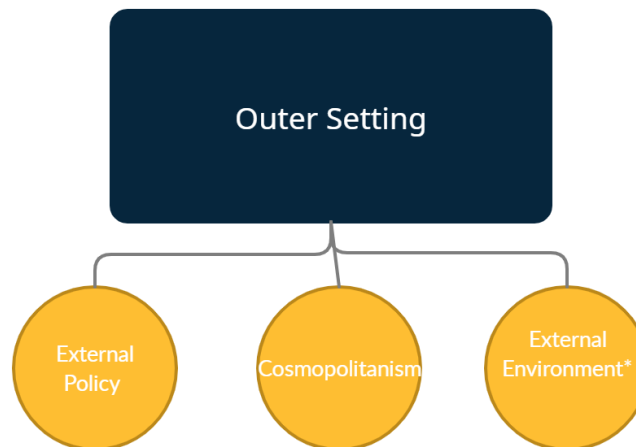 Outer Setting
External
Policy
Cosmopolitanism
External
Environment*